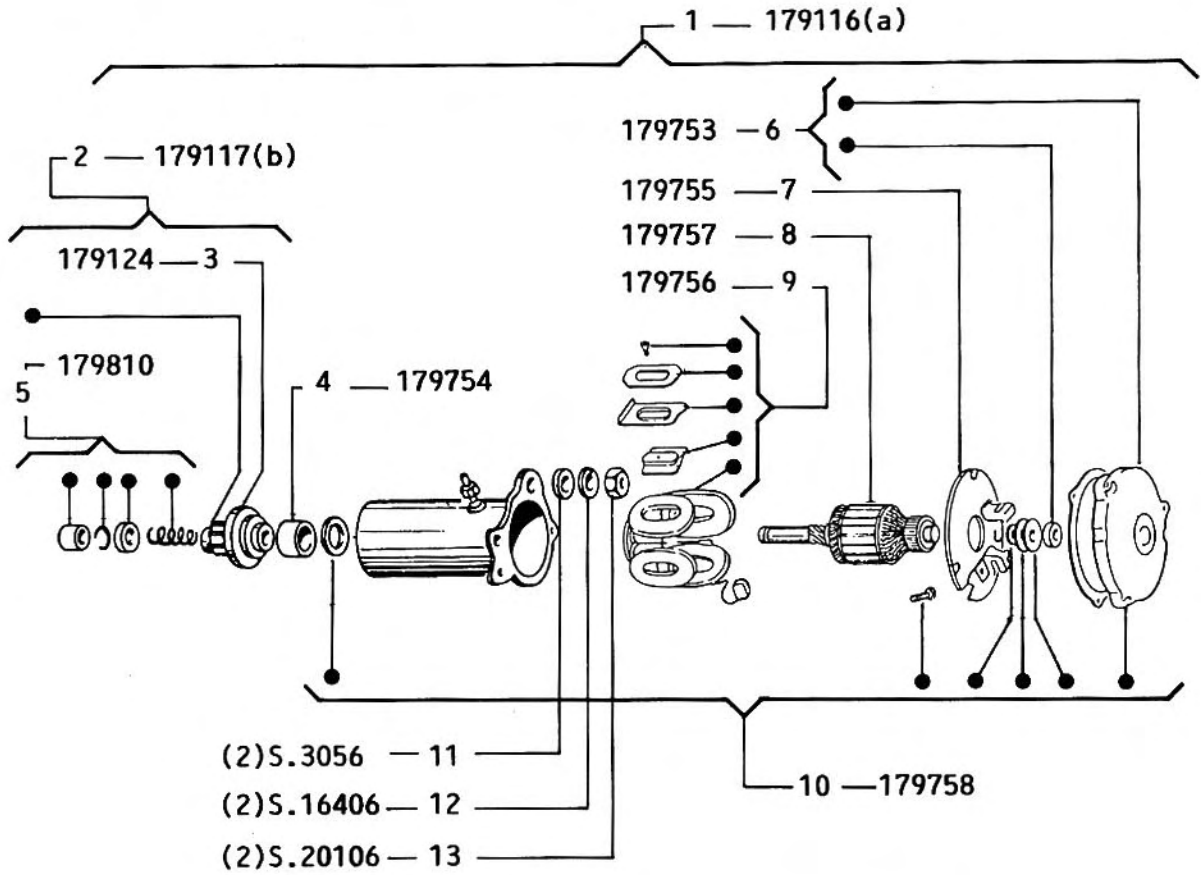 1 — 179116(a)
179753 — 6
2 — 179117(b)
179755 — 7
179757 — 8
179124 — 3
179756 — 9
179810
5
4 — 179754
(2)S.3056 — 11
10 — 179758
(2)S.16406 — 12
(2)S.20106 — 13